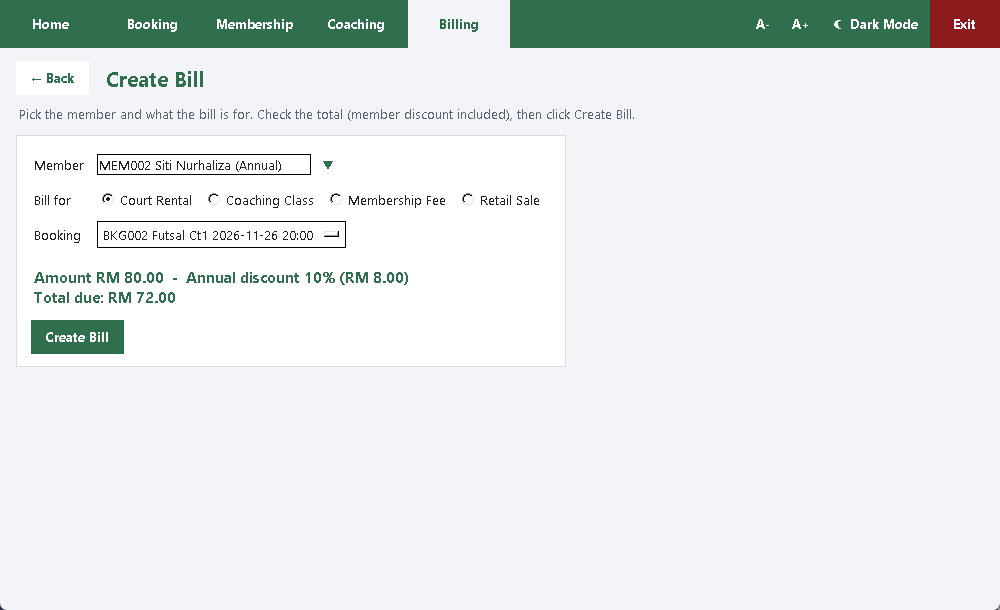 Home Booking Membership Coaching Billing A- A+ ☾ Dark Mode Exit
← Back Create Bill
Pick the member and what the bill is for. Check the total (member discount included), then click Create Bill.
Member MEM002 Siti Nurhaliza (Annual) ▼
Bill for Court Rental Coaching Class Membership Fee Retail Sale
Booking BKG002 Futsal Ct1 2026-11-26 20:00
Amount RM 80.00 - Annual discount 10% (RM 8.00)
Total due: RM 72.00
Create Bill